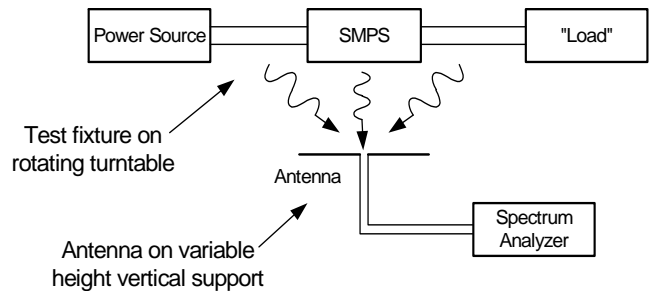 Power Source
SMPS
"Load"
Test fixture on
rotating turntable
Antenna
Spectrum
Analyzer
Antenna on variable
height vertical support